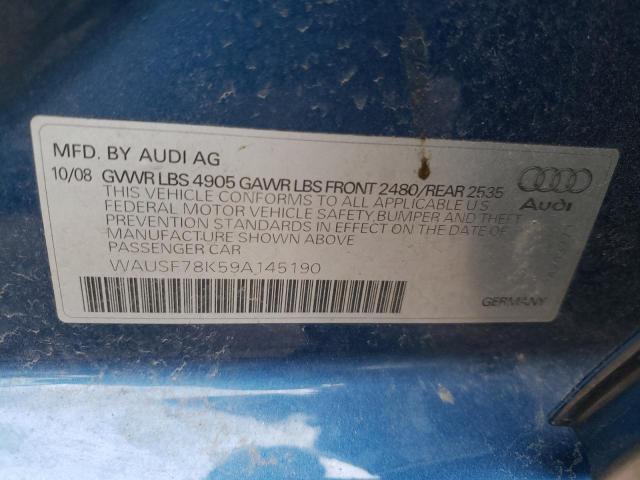 MFD. BY AUDI AG
10/08 GVWR LBS 4905 GAWR LBS FRONT 2480/REAR 2535
THIS VEHICLE CONFORMS TO ALL APPLICABLE U.S.
FEDERAL MOTOR VEHICLE SAFETY, BUMPER AND THEFT
PREVENTION STANDARDS IN EFFECT ON THE DATE OF
MANUFACTURE SHOWN ABOVE
PASSENGER CAR
WAUSF78K59A145190
Audi
GERMANY